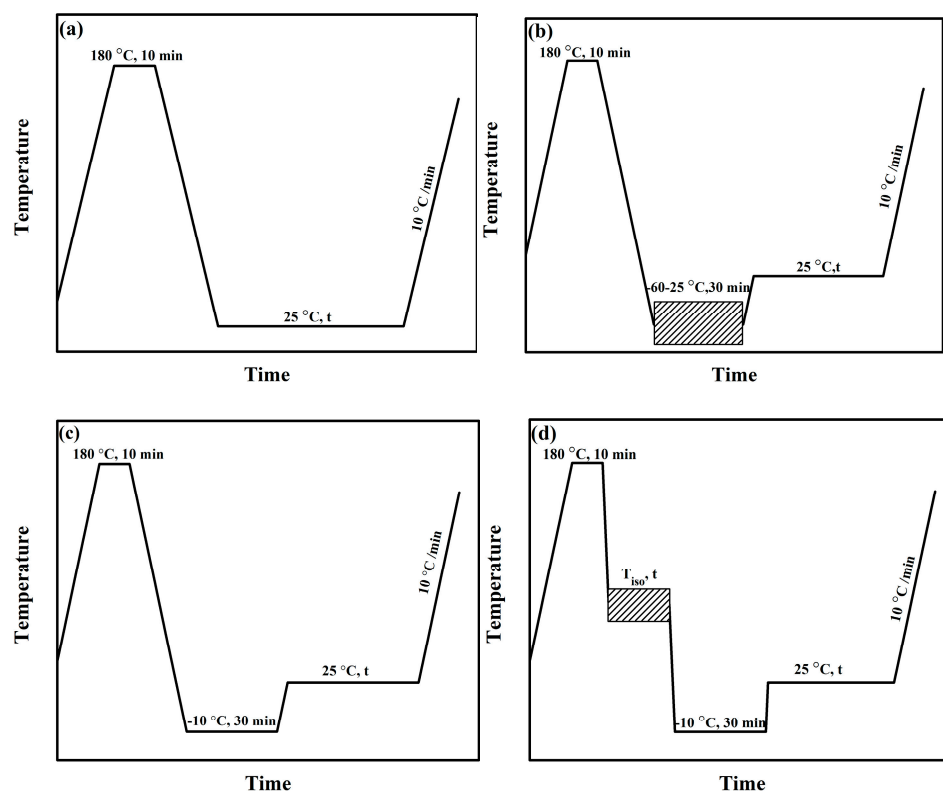 (a)
180 °C, 10 min
25 °C, t
10 °C /min
Temperature
Time
(b)
180 °C, 10 min
-60-25 °C,30 min
25 °C,t
10 °C /min
Temperature
Time
(c)
180 °C, 10 min
-10 °C, 30 min
25 °C, t
10 °C /min
Temperature
Time
(d)
180 °C, 10 min
Tiso, t
-10 °C, 30 min
25 °C, t
10 °C /min
Temperature
Time